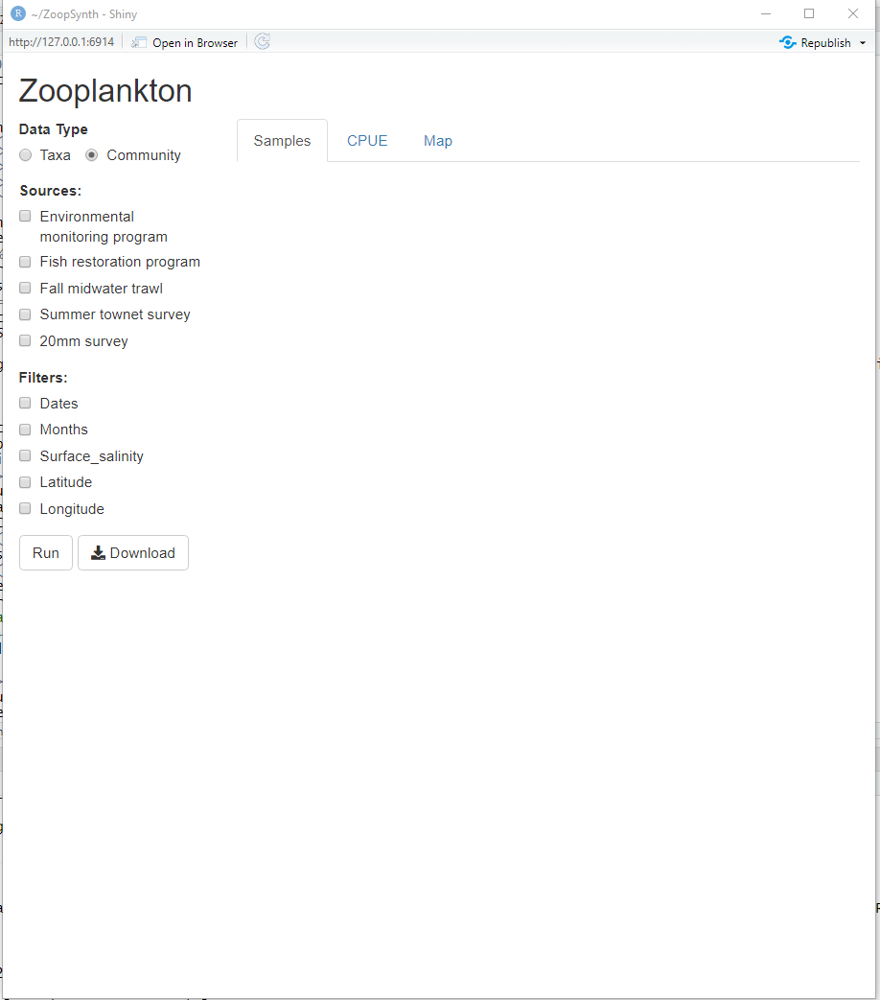 ~/ZoopSynth - Shiny
http://127.0.0.1:6914 Open in Browser Republish
Zooplankton
Data Type
Taxa Community
Samples CPUE Map
Sources:
Environmental
monitoring program
Fish restoration program
Fall midwater trawl
Summer townet survey
20mm survey
Filters:
Dates
Months
Surface_salinity
Latitude
Longitude
Run Download